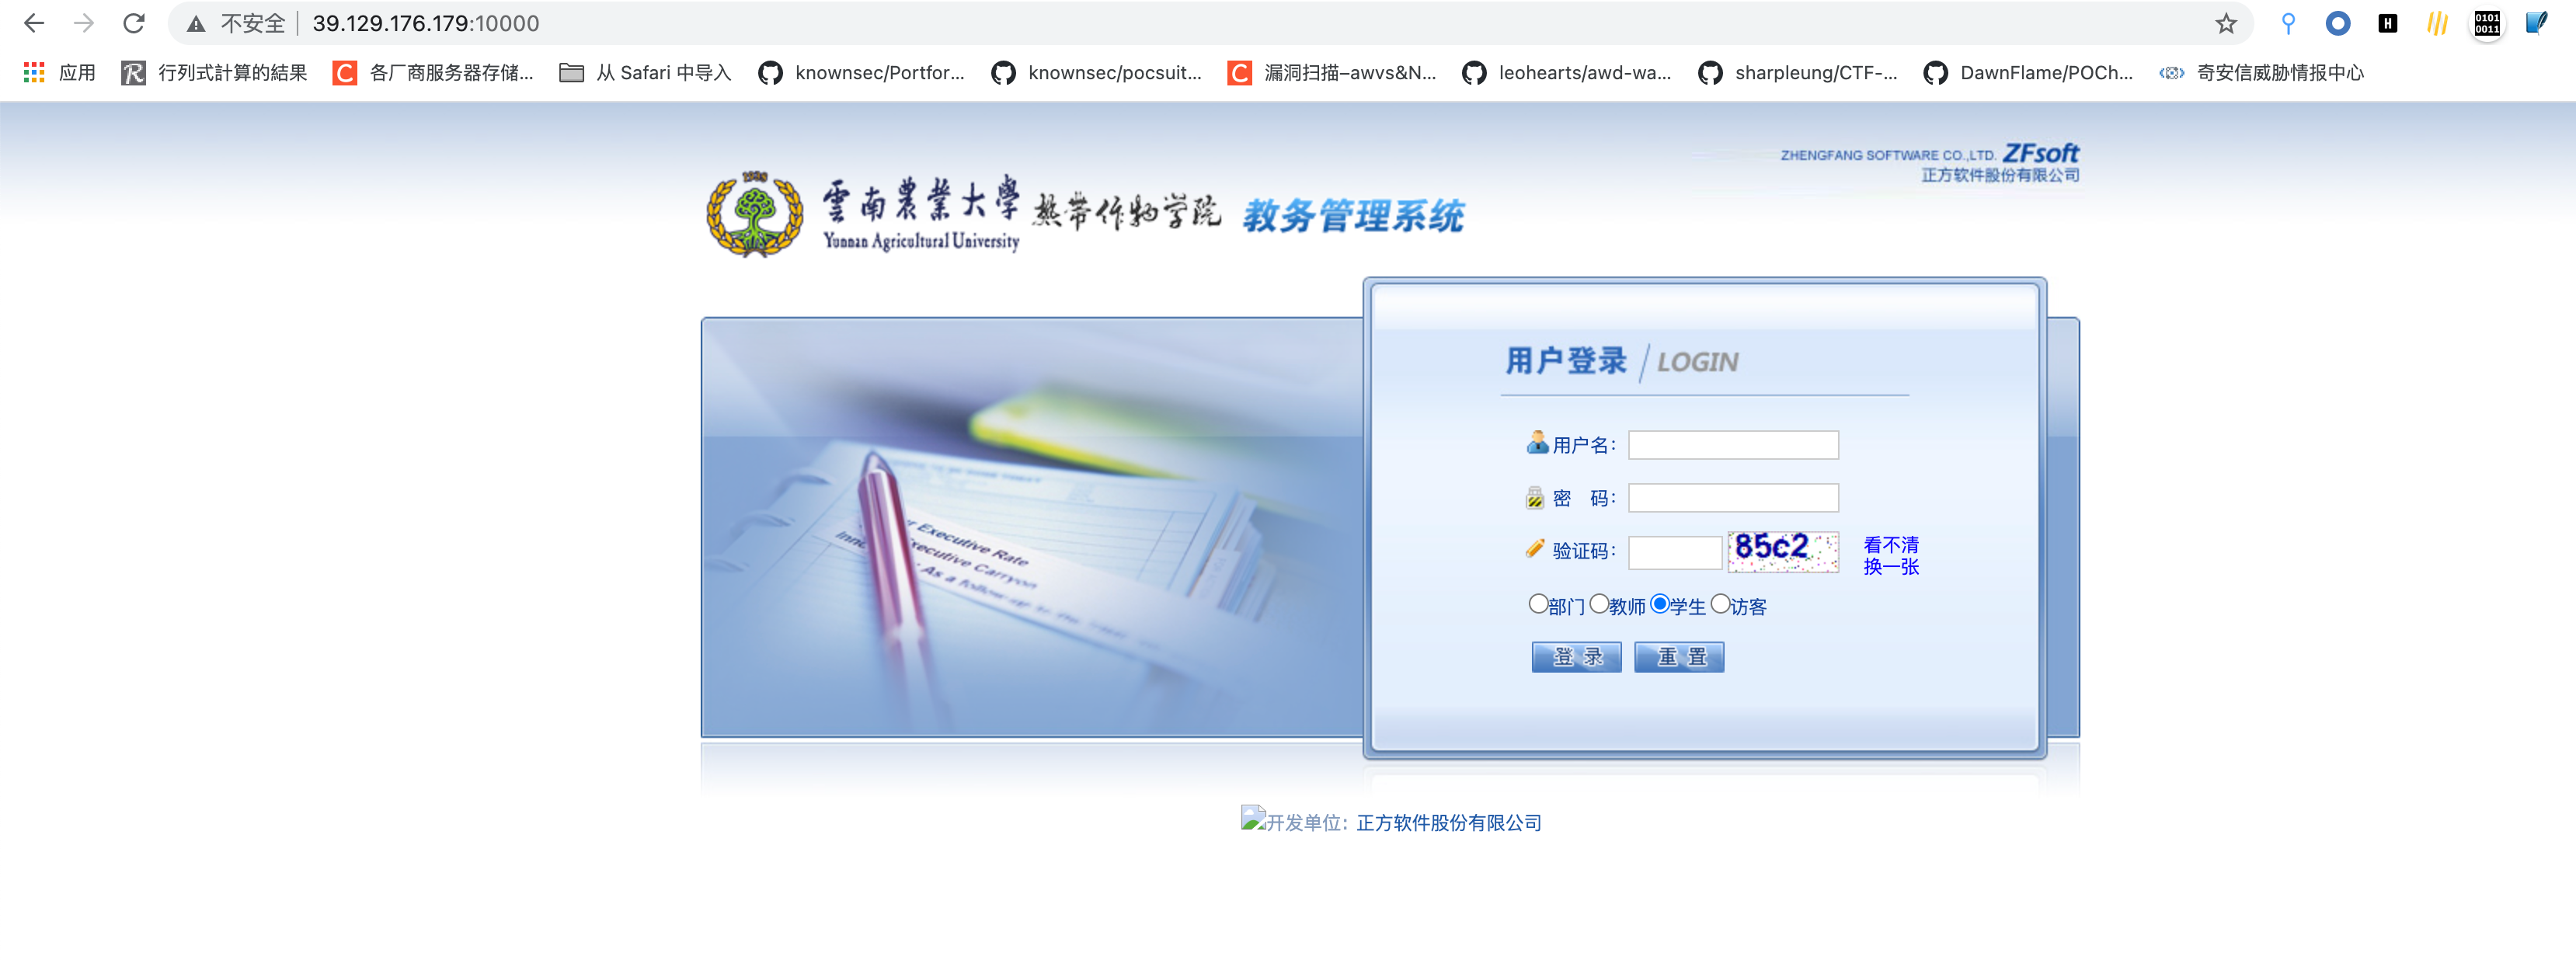 不安全 39.129.176.179:10000
应用 行列式計算的結果 各厂商服务器存储... 从 Safari 中导入 knownsec/Portfor... knownsec/pocsuit... 漏洞扫描–awvs&N... leohearts/awd-wa... sharpleung/CTF-... DawnFlame/POCh... 奇安信威胁情报中心
ZHENGFANG SOFTWARE CO.,LTD. ZFsoft
正方软件股份有限公司
雲南農業大學 热带作物学院 教务管理系统
Yunnan Agricultural University
用户登录 LOGIN
用户名：
密 码：
验证码： 85c2 看不清
换一张
部门 教师 学生 访客
登 录 重 置
Executive Rate
Executive Carryon
As a follow-up
开发单位：正方软件股份有限公司